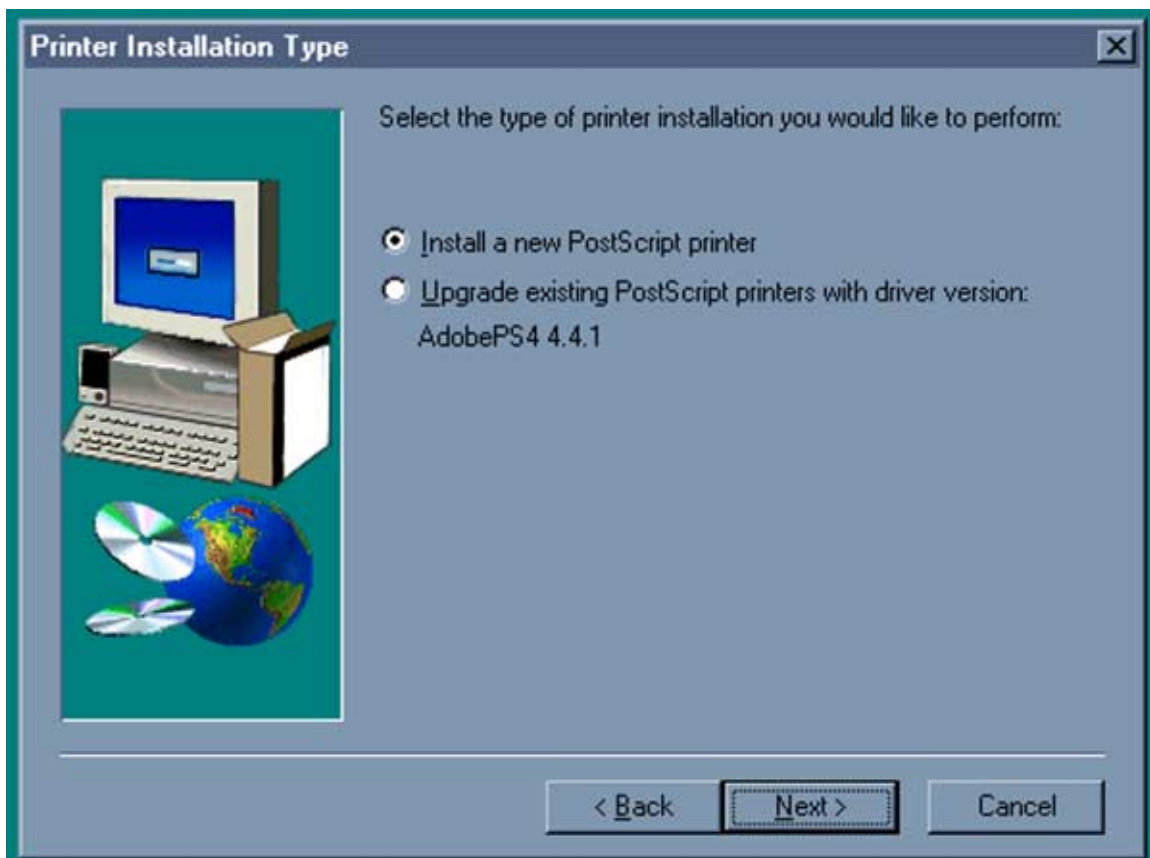 Printer Installation Type
Select the type of printer installation you would like to perform:
Install a new PostScript printer
Upgrade existing PostScript printers with driver version:
AdobePS4 4.4.1
< Back
Next >
Cancel